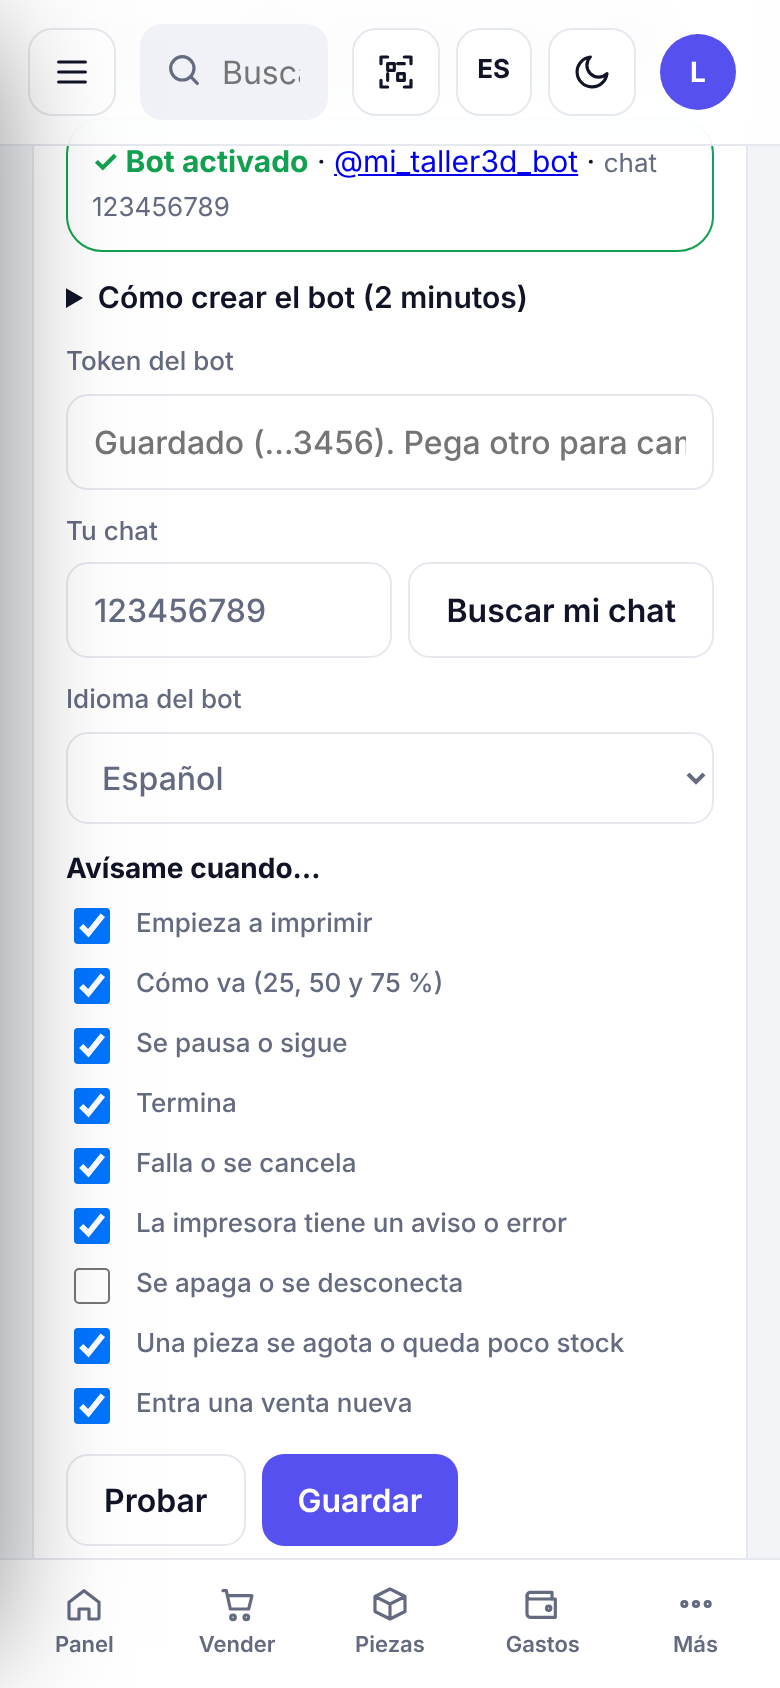 Busca
ES
L
✓ Bot activado · @mi_taller3d_bot · chat
123456789
▶ Cómo crear el bot (2 minutos)
Token del bot
Guardado (…3456). Pega otro para can
Tu chat
123456789
Buscar mi chat
Idioma del bot
Español
Avísame cuando…
Empieza a imprimir
Cómo va (25, 50 y 75 %)
Se pausa o sigue
Termina
Falla o se cancela
La impresora tiene un aviso o error
Se apaga o se desconecta
Una pieza se agota o queda poco stock
Entra una venta nueva
Probar
Guardar
Panel
Vender
Piezas
Gastos
Más